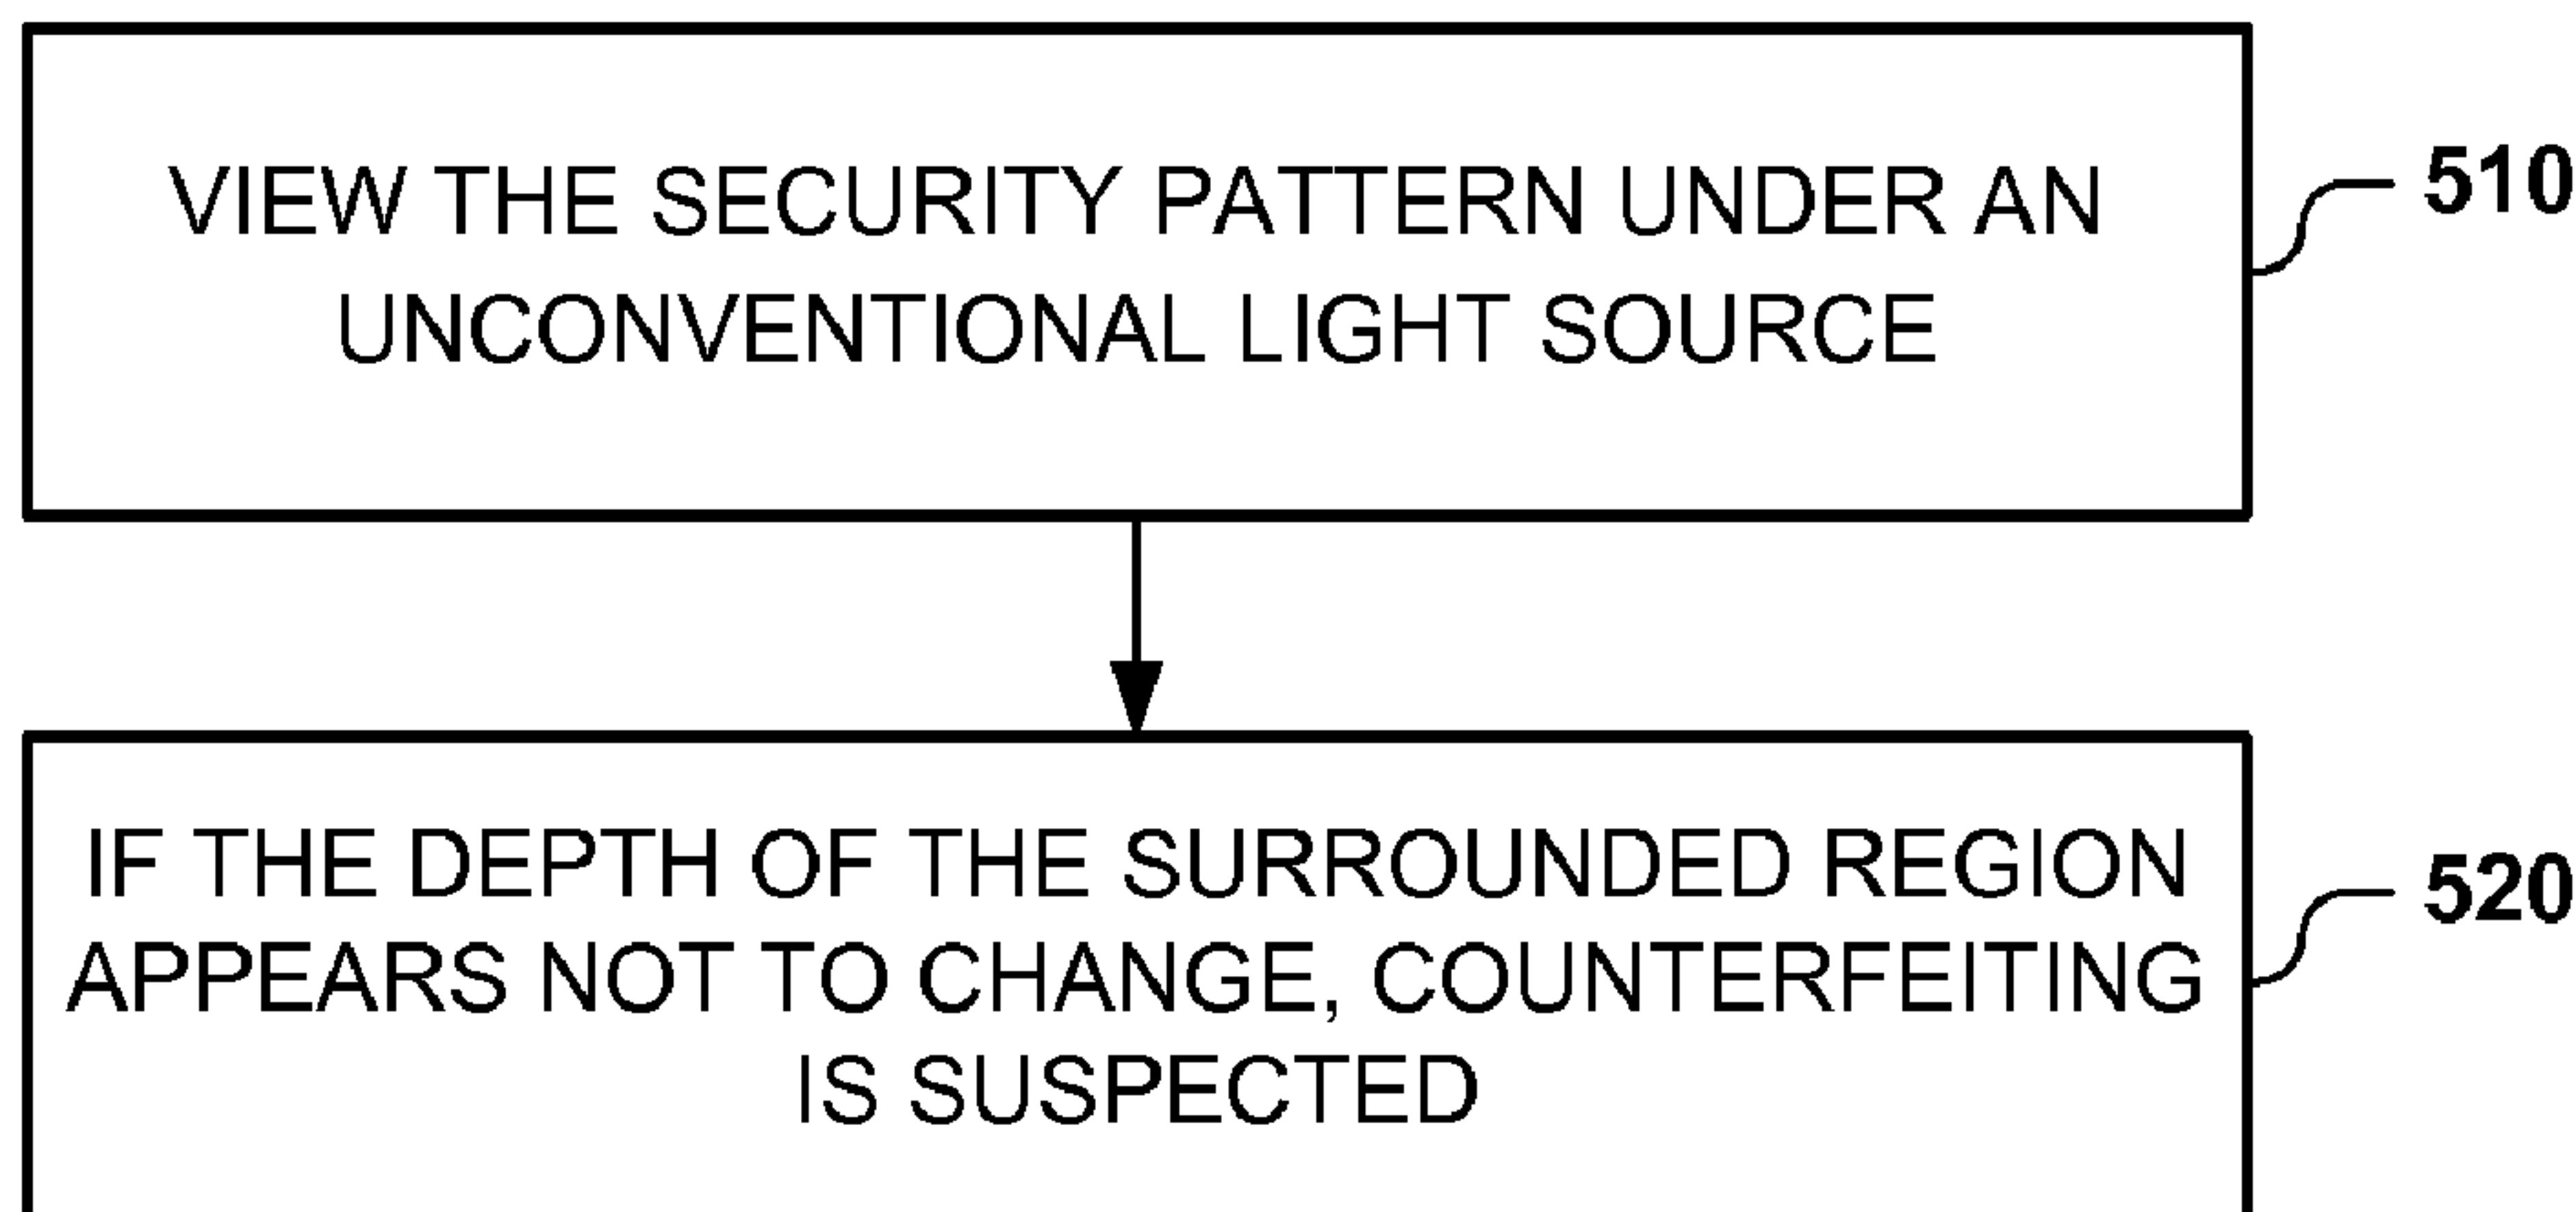 VIEW THE SECURITY PATTERN UNDER AN
UNCONVENTIONAL LIGHT SOURCE
510
IF THE DEPTH OF THE SURROUNDED REGION
APPEARS NOT TO CHANGE, COUNTERFEITING
IS SUSPECTED
520